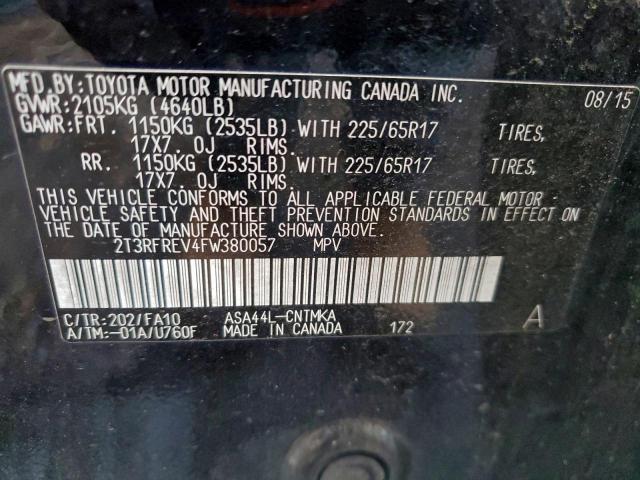 MFD.BY:TOYOTA MOTOR MANUFACTURING CANADA INC. 08/15
GVWR:2105KG (4640LB)
GAWR:FRT. 1150KG (2535LB) WITH 225/65R17 TIRES,
17X7.0J RIMS.
RR. 1150KG (2535LB) WITH 225/65R17 TIRES,
17X7.0J RIMS.
THIS VEHICLE CONFORMS TO ALL APPLICABLE FEDERAL MOTOR
VEHICLE SAFETY AND THEFT PREVENTION STANDARDS IN EFFECT ON
THE DATE OF MANUFACTURE SHOWN ABOVE.
2T3RFREV4FW380057 MPV
C/TR:202/FA10 ASA44L-CNTMKA A
A/TM:-01A/U760F MADE IN CANADA 172